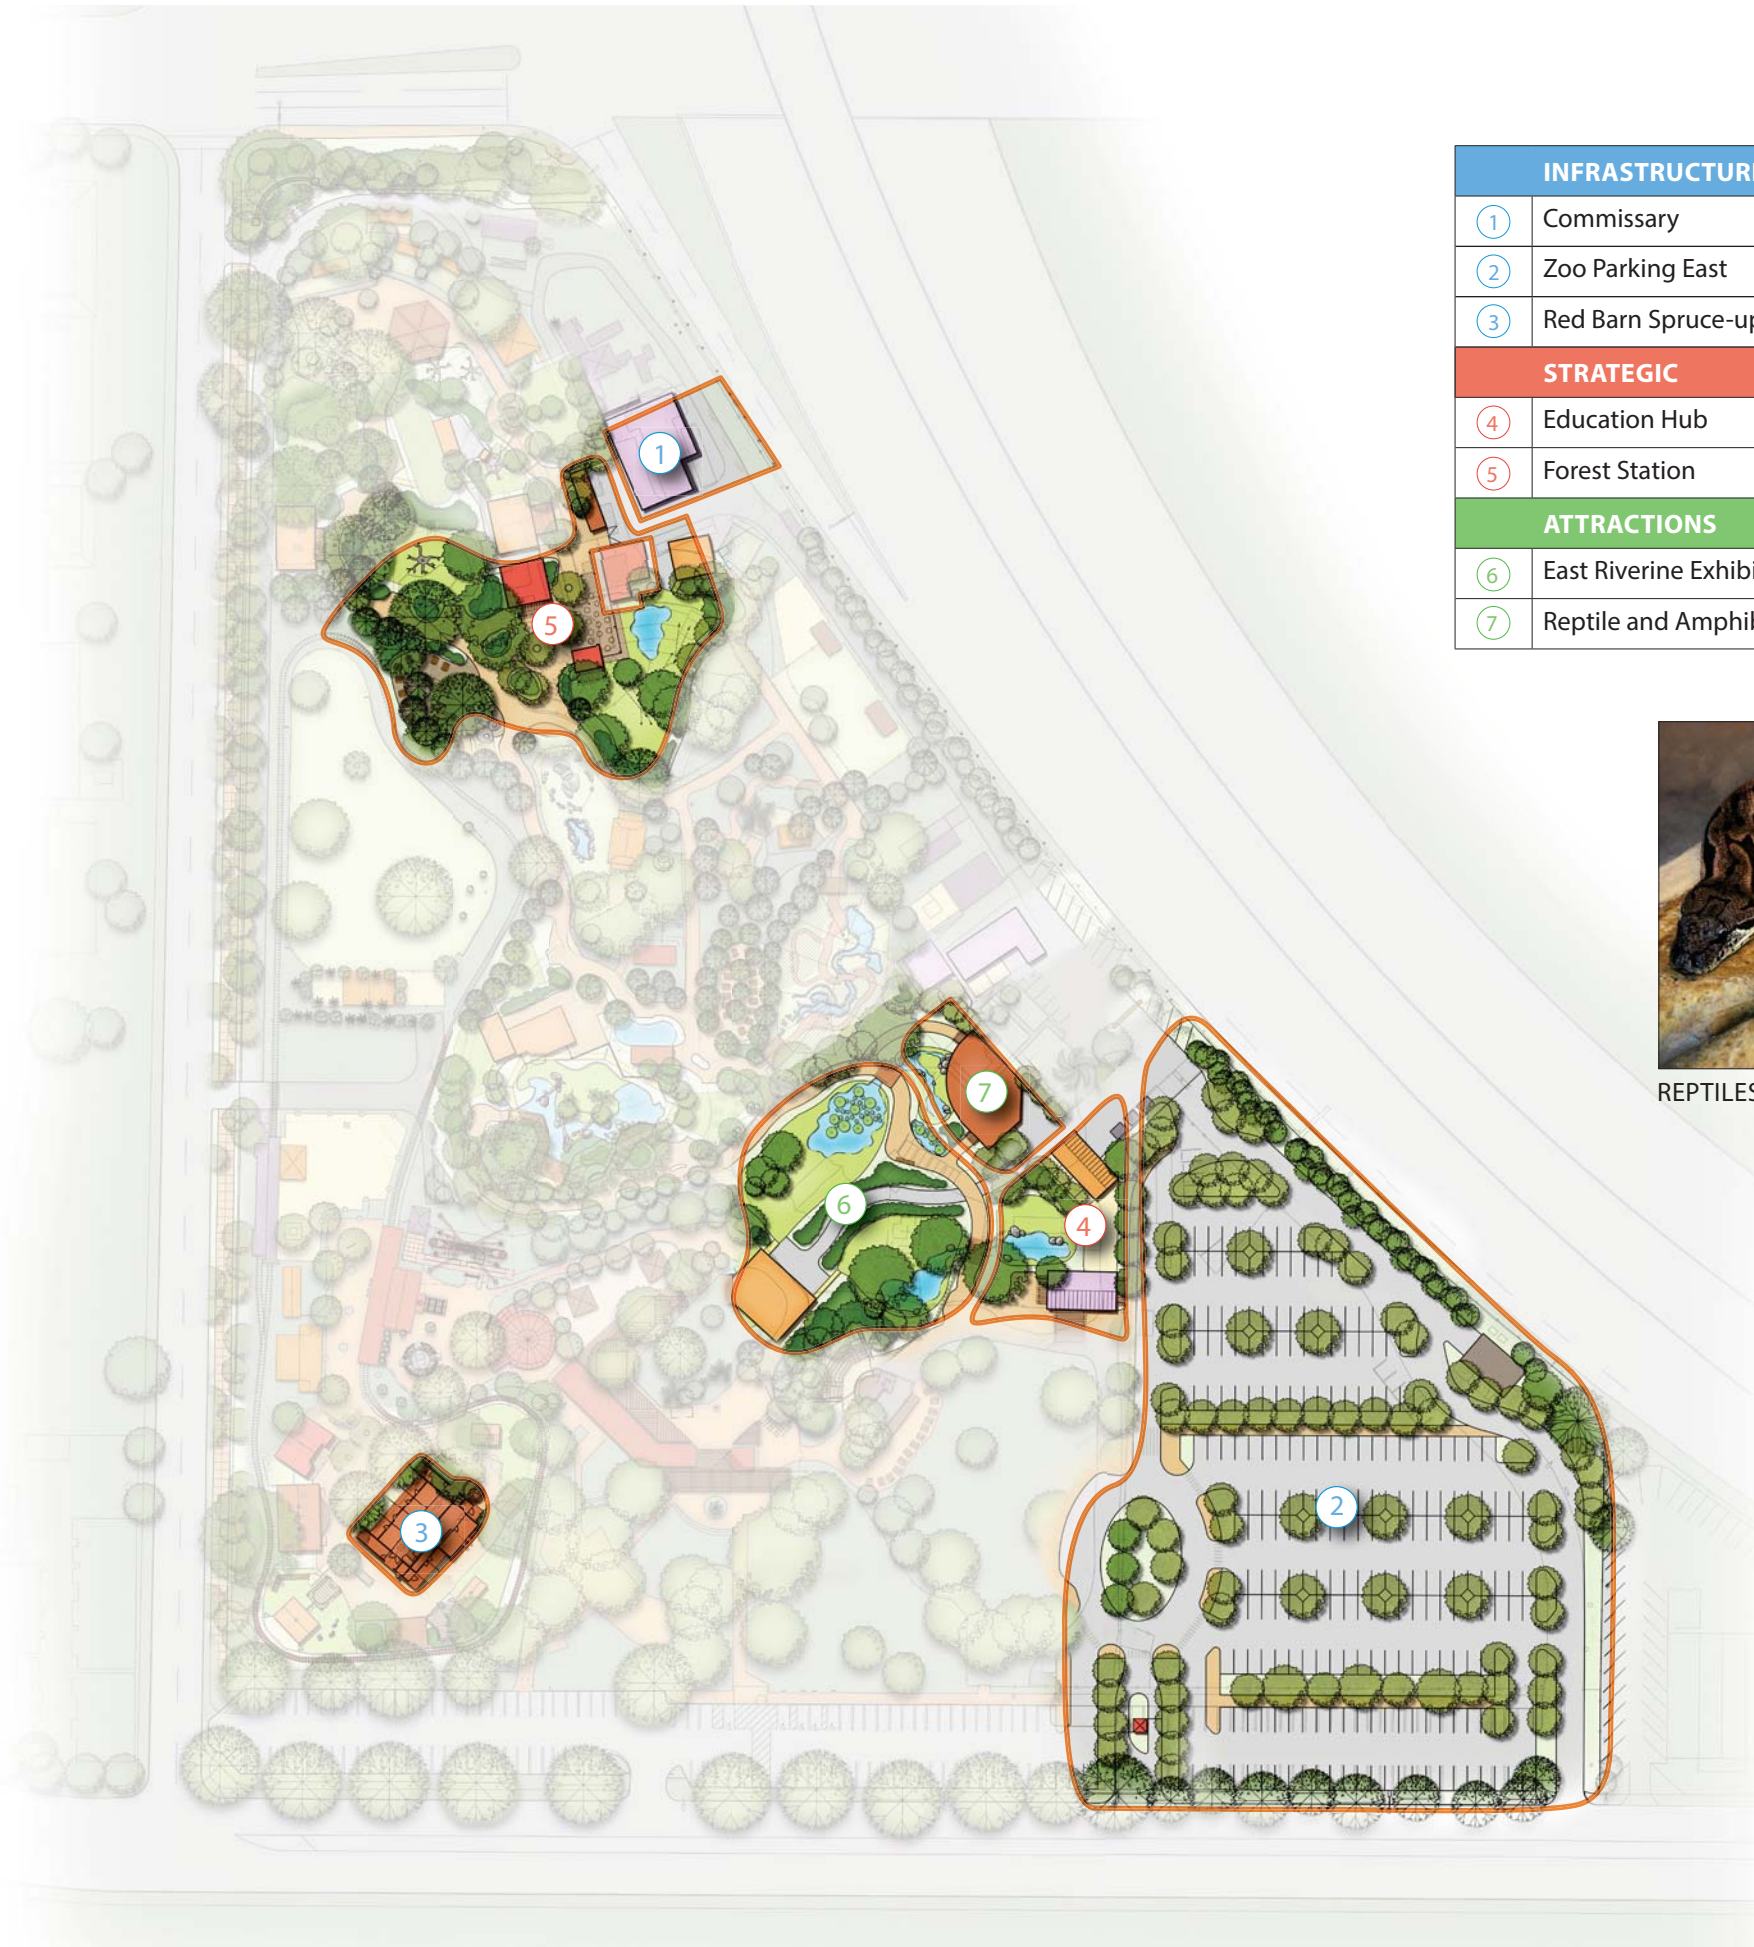 INFRASTRUCTUR
1 Commissary
2 Zoo Parking East
3 Red Barn Spruce-up
STRATEGIC
4 Education Hub
5 Forest Station
ATTRACTIONS
6 East Riverine Exhibi
7 Reptile and Amphib
REPTILES
1
5
7
6
4
2
3